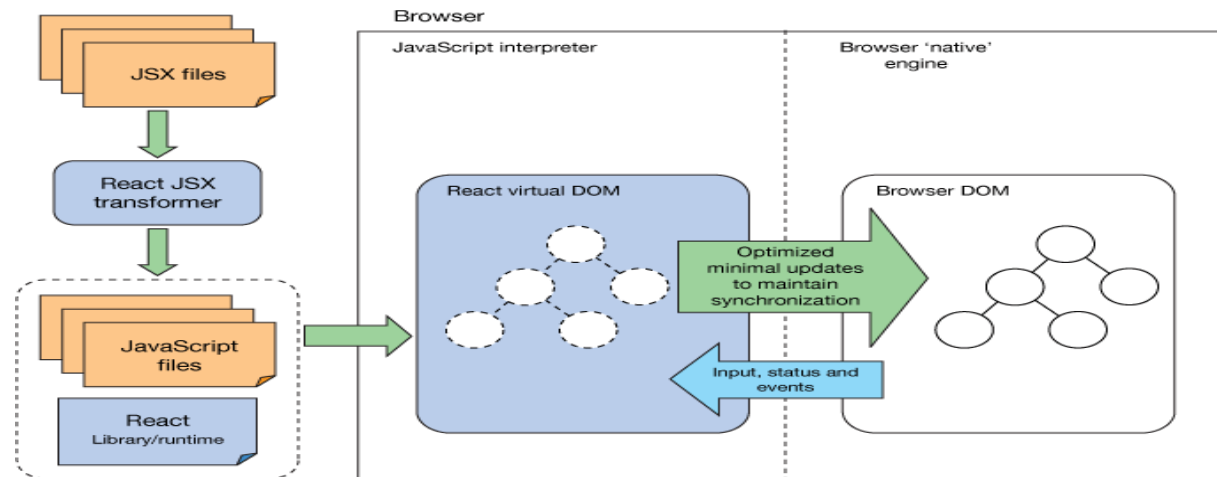 Browser
JSX files
JavaScript interpreter
Browser ‘native’
engine
React JSX
transformer
React virtual DOM
Browser DOM
Optimized
minimal updates
to maintain
synchronization
JavaScript
files
Input, status and
events
React
Library/runtime